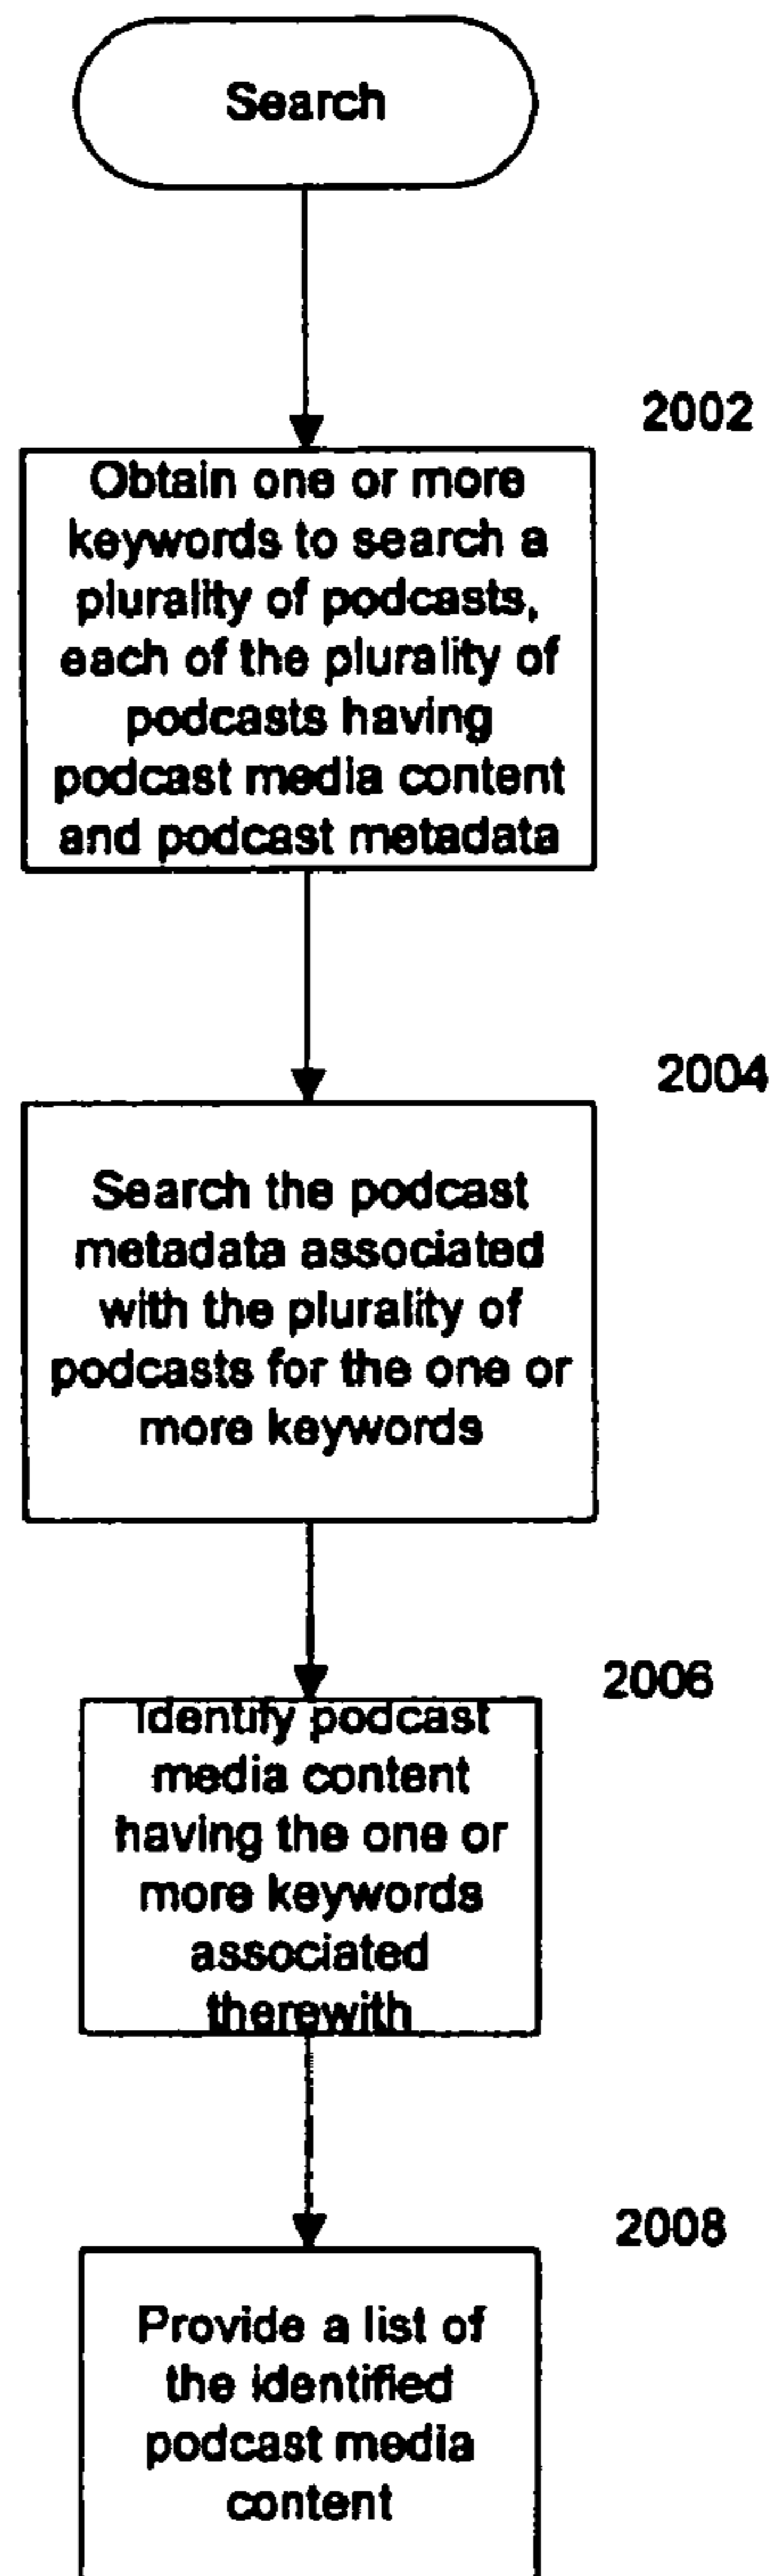 Search
2002
Obtain one or more
keywords to search a
plurality of podcasts,
each of the plurality of
podcasts having
podcast media content
and podcast metadata
2004
Search the podcast
metadata associated
with the plurality of
podcasts for the one or
more keywords
2006
Identify podcast
media content
having the one or
more keywords
associated
therewith
2008
Provide a list of
the identified
podcast media
content